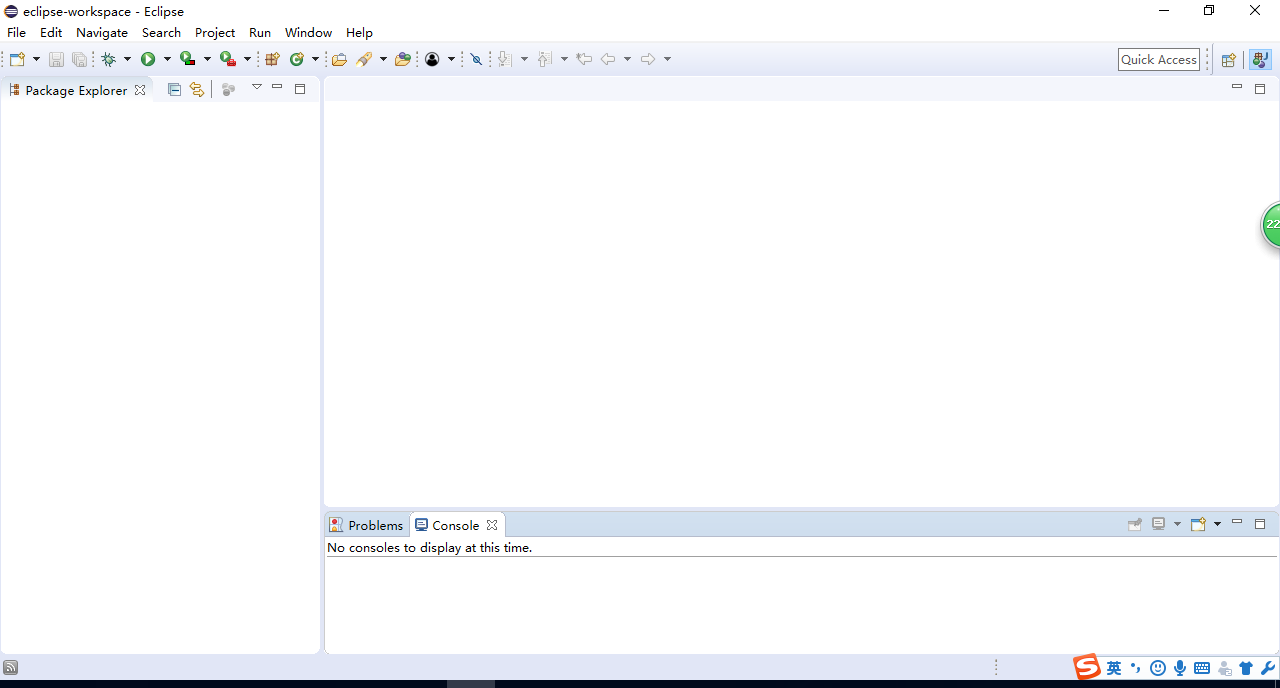 eclipse-workspace - Eclipse
File Edit Navigate Search Project Run Window Help
Quick Access
Package Explorer
22
Problems Console
No consoles to display at this time.
S 英